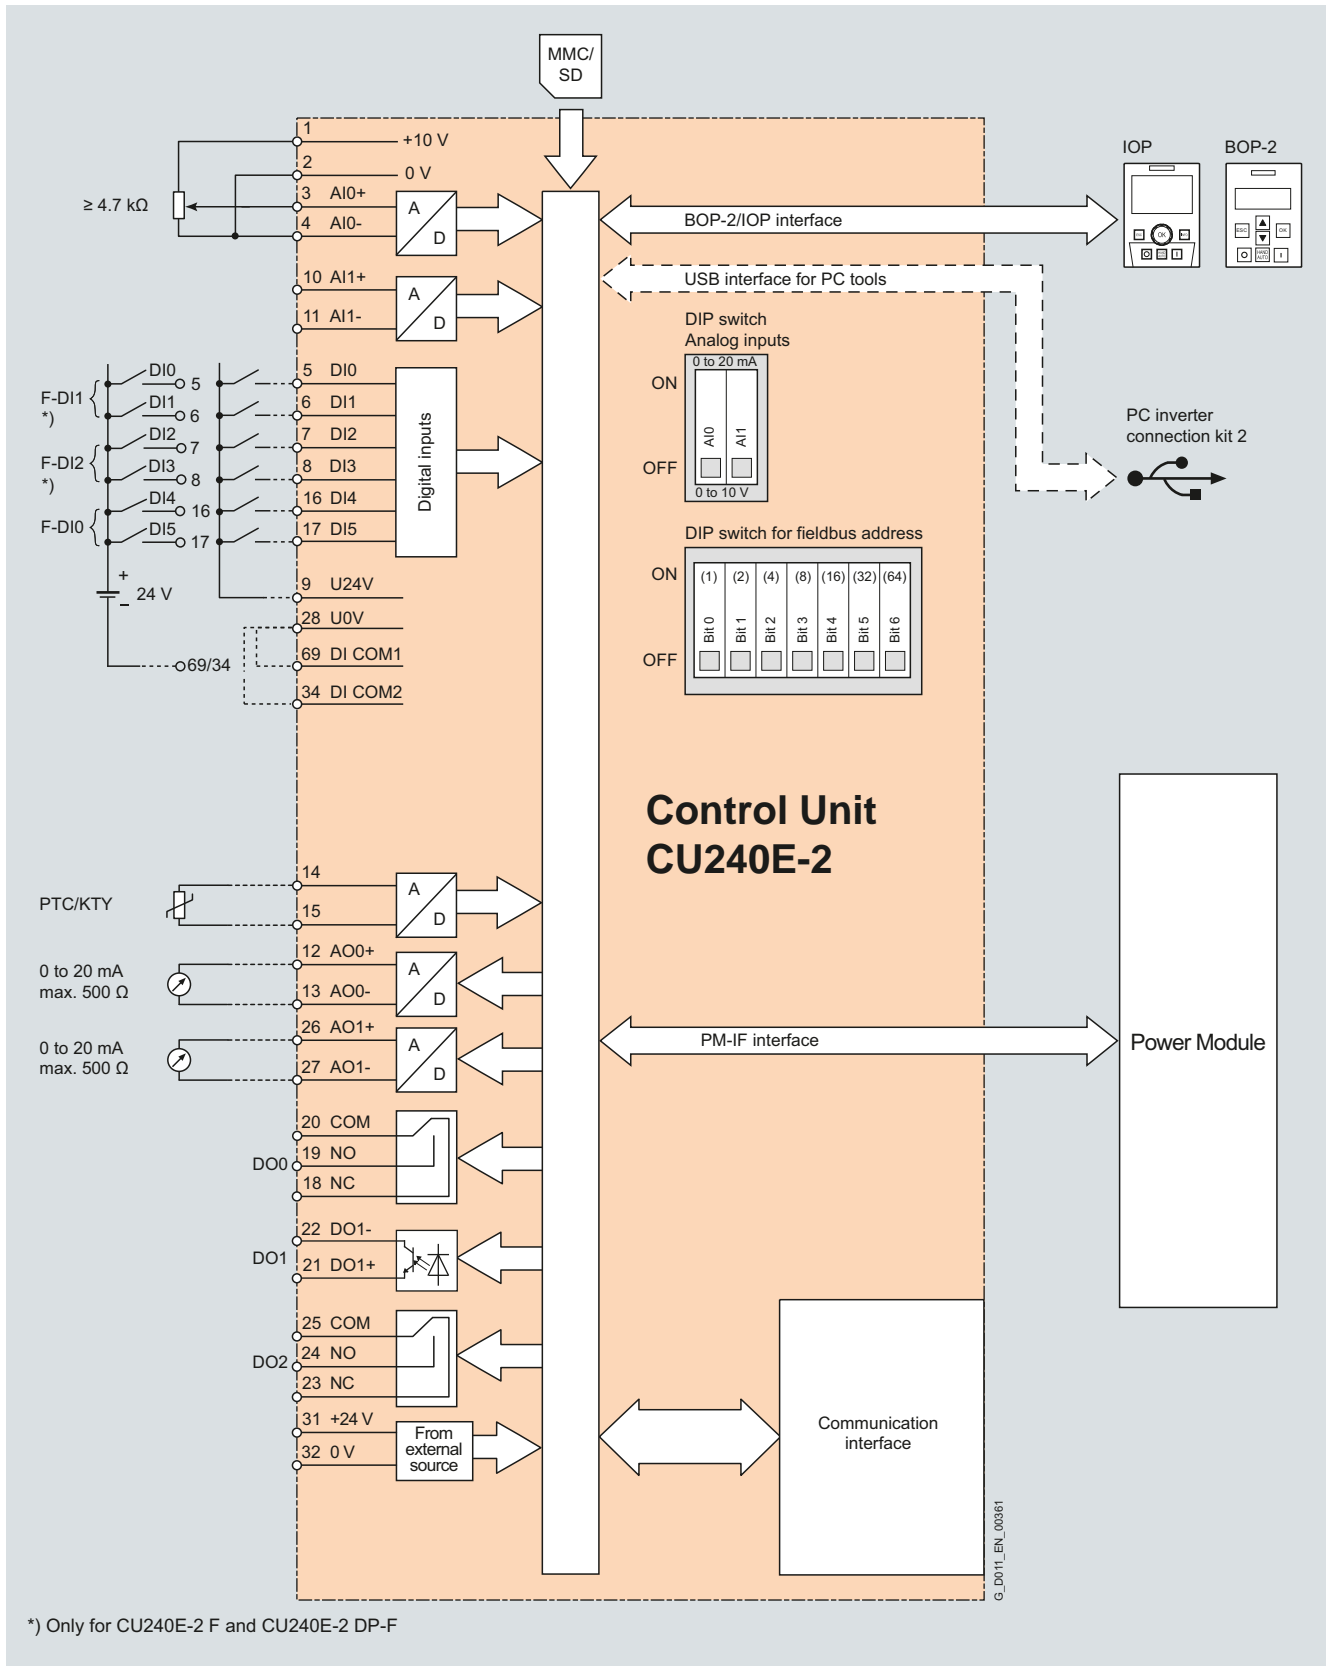 MMC/
SD
1
+10 V
2
0 V
3 AI0+
4 AI0-
≥ 4.7 kΩ
A
D
10 AI1+
11 AI1-
A
D
BOP-2/IOP interface
USB interface for PC tools
IOP
BOP-2
OK
ESC
OK
HAND
AUTO
I
DIP switch
Analog inputs
0 to 20 mA
ON
AI0
AI1
OFF
0 to 10 V
PC inverter
connection kit 2
F-DI1
*)
F-DI2
*)
F-DI0
DI0
5
DI1
6
DI2
7
DI3
8
DI4
16
DI5
17
5 DI0
6 DI1
7 DI2
8 DI3
16 DI4
17 DI5
Digital inputs
+
–
24 V
69/34
9 U24V
28 U0V
69 DI COM1
34 DI COM2
DIP switch for fieldbus address
ON
(1) (2) (4) (8) (16) (32) (64)
Bit 0
Bit 1
Bit 2
Bit 3
Bit 4
Bit 5
Bit 6
OFF
Control Unit
CU240E-2
PTC/KTY
14
15
A
D
0 to 20 mA
max. 500 Ω
12 AO0+
13 AO0-
A
D
0 to 20 mA
max. 500 Ω
26 AO1+
27 AO1-
A
D
PM-IF interface
Power Module
DO0
20 COM
19 NO
18 NC
DO1
22 DO1-
21 DO1+
DO2
25 COM
24 NO
23 NC
31 +24 V
32 0 V
From
external
source
Communication
interface
G_D011_EN_00361
*) Only for CU240E-2 F and CU240E-2 DP-F